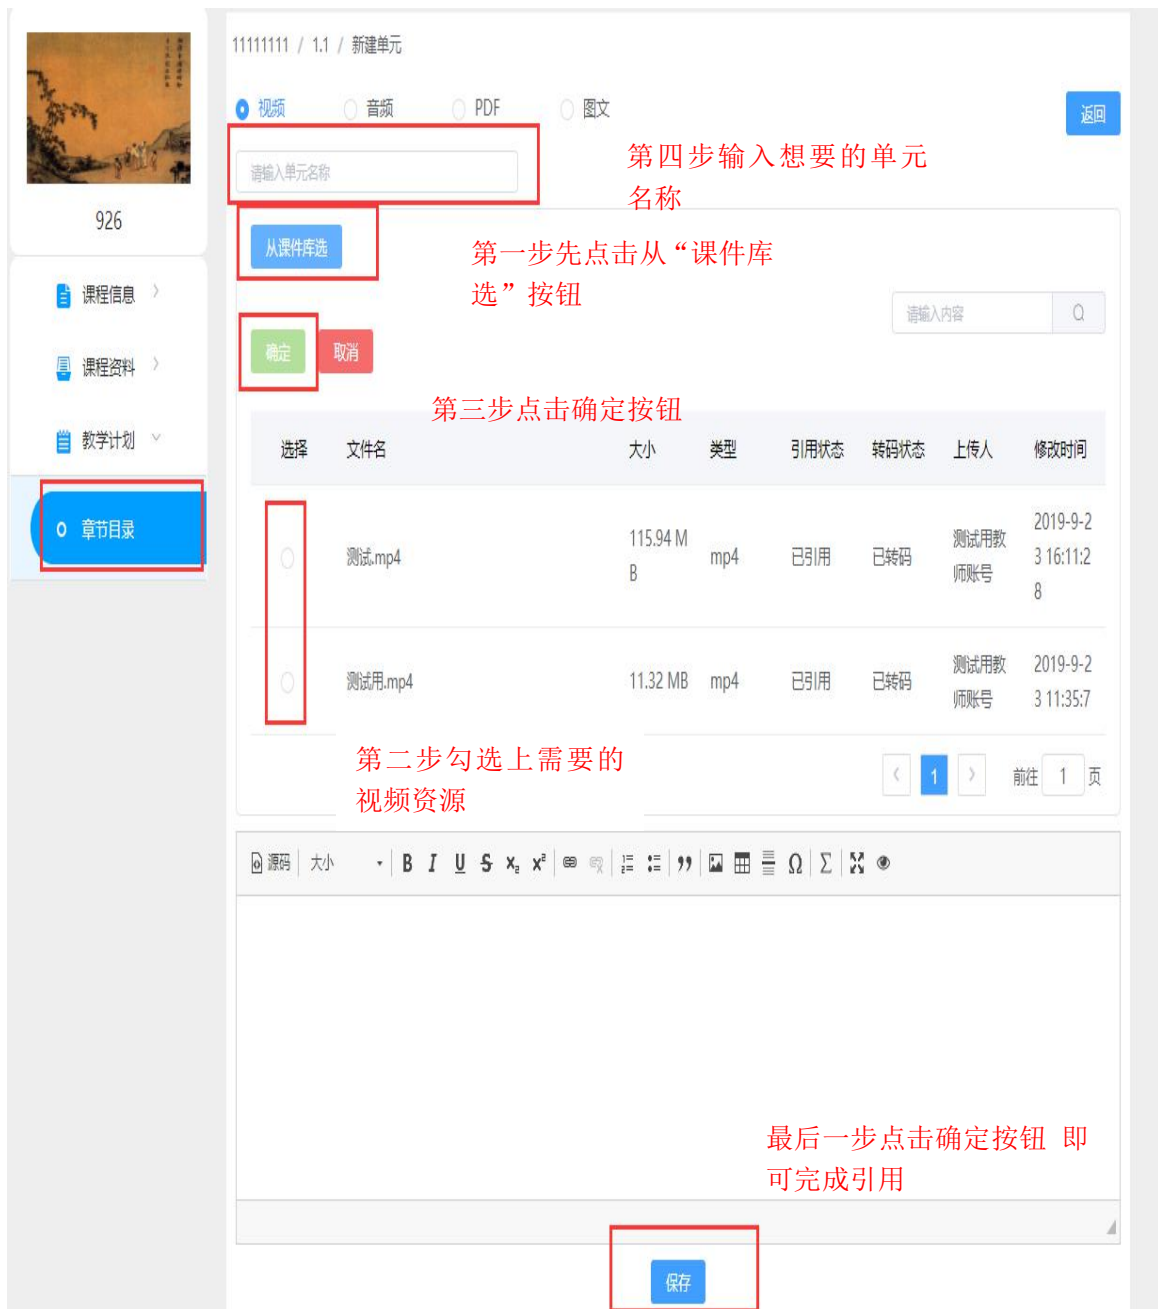 11111111 / 1.1 / 新建单元
视频 音频 PDF 图文
返回
请输入单元名称
第四步输入想要的单元
名称
926
从课件库选
第一步先点击从“课件库
选”按钮
课程信息
课程资料
教学计划
章节目录
请输入内容
确定 取消
第三步点击确定按钮
选择 文件名 大小 类型 引用状态 转码状态 上传人 修改时间
测试.mp4 115.94 M
B mp4 已引用 已转码 测试用教
师账号 2019-9-2
3 16:11:2
8
测试用.mp4 11.32 MB mp4 已引用 已转码 测试用教
师账号 2019-9-2
3 11:35:7
第二步勾选上需要的
视频资源
1 前往 1 页
源码 大小 B I U S x₂ x² Ω Σ
最后一步点击确定按钮 即
可完成引用
保存